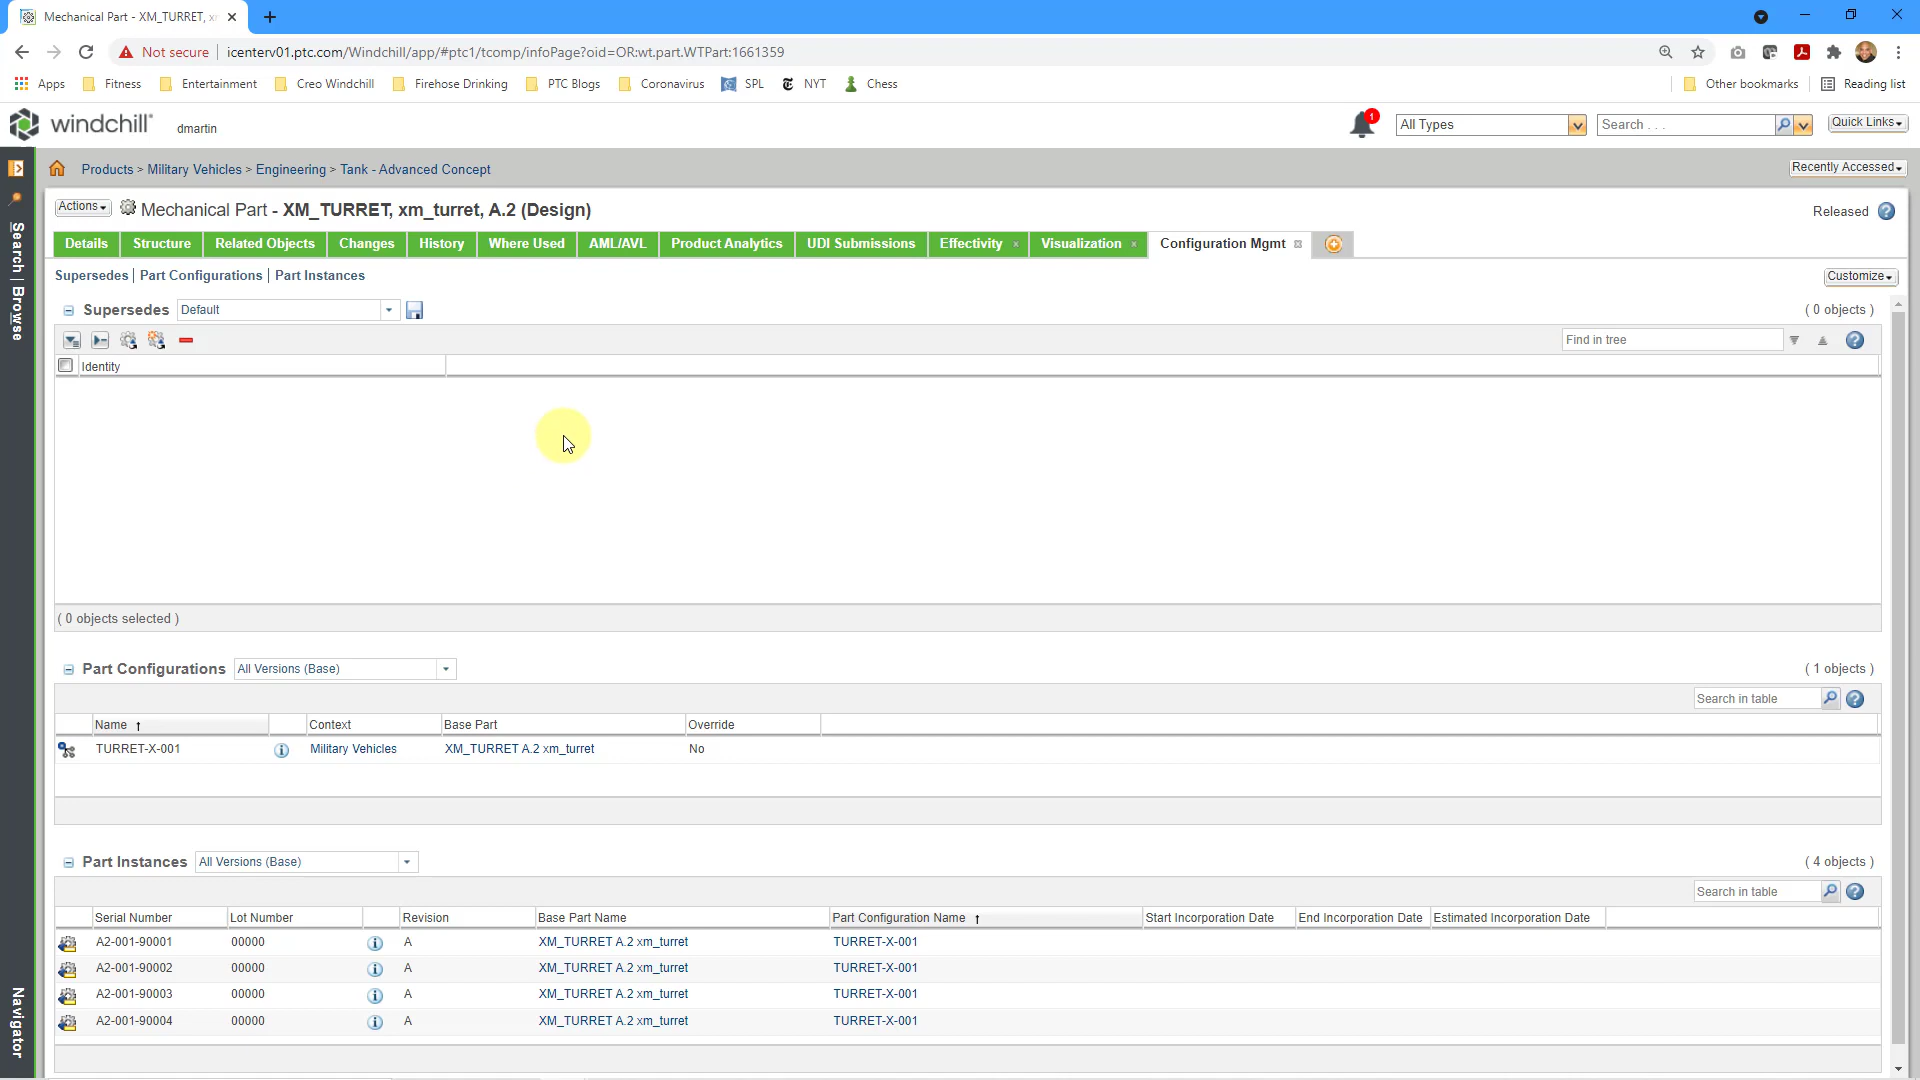 Mechanical Part - XM_TURRET, x
Not secure icenterv01.ptc.com/Windchill/app/#ptc1/tcomp/infoPage?oid=OR:wt.part.WTPart:1661359
Apps Fitness Entertainment Creo Windchill Firehose Drinking PTC Blogs Coronavirus SPL NYT Chess Other bookmarks Reading list
windchill dmartin 1 All Types Search . . . Quick Links
Products > Military Vehicles > Engineering > Tank - Advanced Concept Recently Accessed
Actions Mechanical Part - XM_TURRET, xm_turret, A.2 (Design) Released
Details Structure Related Objects Changes History Where Used AML/AVL Product Analytics UDI Submissions Effectivity Visualization Configuration Mgmt
Supersedes | Part Configurations | Part Instances Customize
Search | Browse
Supersedes Default ( 0 objects )
Find in tree
Identity
( 0 objects selected )
Part Configurations All Versions (Base) ( 1 objects )
Search in table
Name Context Base Part Override
TURRET-X-001 Military Vehicles XM_TURRET A.2 xm_turret No
Part Instances All Versions (Base) ( 4 objects )
Search in table
Serial Number Lot Number Revision Base Part Name Part Configuration Name Start Incorporation Date End Incorporation Date Estimated Incorporation Date
A2-001-90001 00000 A XM_TURRET A.2 xm_turret TURRET-X-001
A2-001-90002 00000 A XM_TURRET A.2 xm_turret TURRET-X-001
A2-001-90003 00000 A XM_TURRET A.2 xm_turret TURRET-X-001
A2-001-90004 00000 A XM_TURRET A.2 xm_turret TURRET-X-001
Navigator